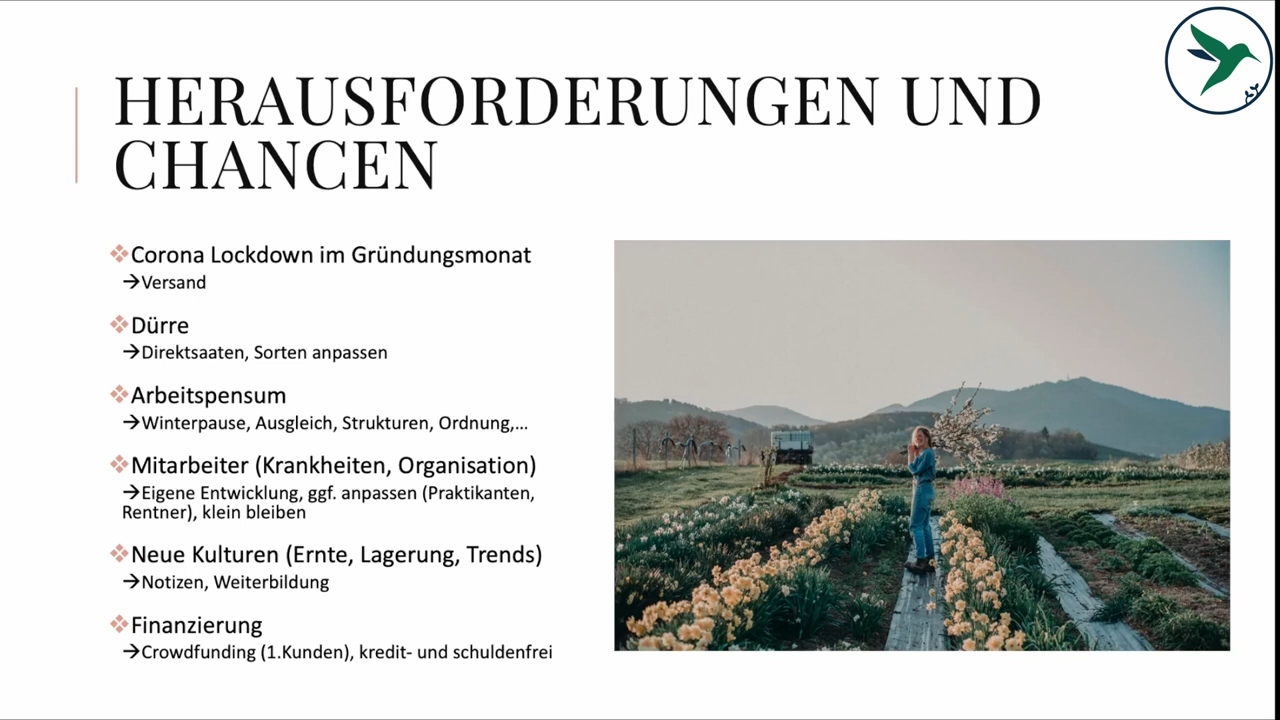 HERAUSFORDERUNGEN UND
CHANCEN
❖Corona Lockdown im Gründungsmonat
→Versand
❖Dürre
→Direktsaaten, Sorten anpassen
❖Arbeitspensum
→Winterpause, Ausgleich, Strukturen, Ordnung,...
❖Mitarbeiter (Krankheiten, Organisation)
→Eigene Entwicklung, ggf. anpassen (Praktikanten,
Rentner), klein bleiben
❖Neue Kulturen (Ernte, Lagerung, Trends)
→Notizen, Weiterbildung
❖Finanzierung
→Crowdfunding (1.Kunden), kredit- und schuldenfrei